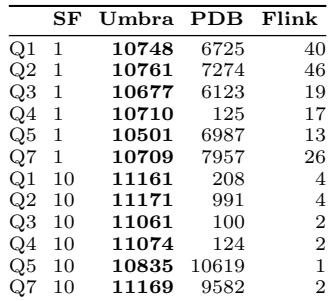 SF Umbra PDB Flink
Q1 1 10748 6725 40
Q2 1 10761 7274 46
Q3 1 10677 6123 19
Q4 1 10710 125 17
Q5 1 10501 6987 13
Q7 1 10709 7957 26
Q1 10 11161 208 4
Q2 10 11171 991 4
Q3 10 11061 100 2
Q4 10 11074 124 2
Q5 10 10835 10619 1
Q7 10 11169 9582 2